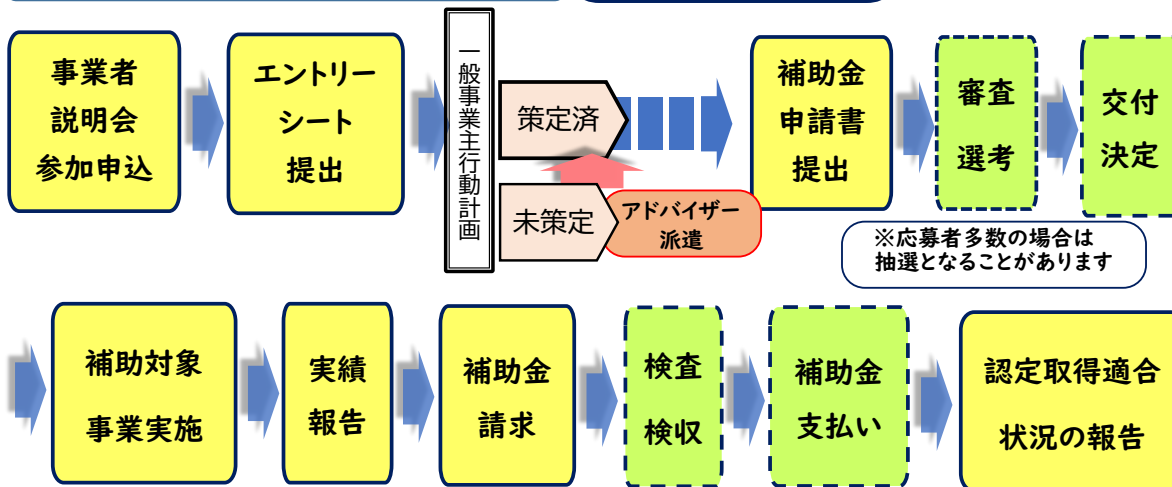 事業者
説明会
参加申込
エントリー
シート
提出
一般事業主行動計画
策定済
未策定
アドバイザー
派遣
補助金
申請書
提出
審査
選考
交付
決定
※応募者多数の場合は
抽選となることがあります
補助対象
事業実施
実績
報告
補助金
請求
検査
検収
補助金
支払い
認定取得適合
状況の報告